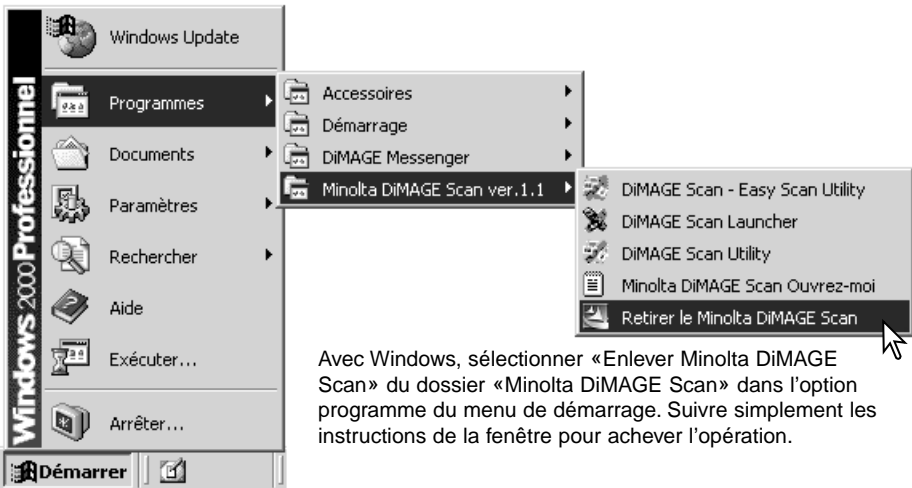 Windows 2000 Professionnel
Windows Update
Programmes
Documents
Paramètres
Rechercher
Aide
Exécuter...
Arrêter...
Démarrer
Accessoires
Démarrage
DiMAGE Messenger
Minolta DiMAGE Scan ver.1.1
DiMAGE Scan - Easy Scan Utility
DiMAGE Scan Launcher
DiMAGE Scan Utility
Minolta DiMAGE Scan Ouvrez-moi
Retirer le Minolta DiMAGE Scan
Avec Windows, sélectionner «Enlever Minolta DiMAGE
Scan» du dossier «Minolta DiMAGE Scan» dans l’option
programme du menu de démarrage. Suivre simplement les
instructions de la fenêtre pour achever l’opération.